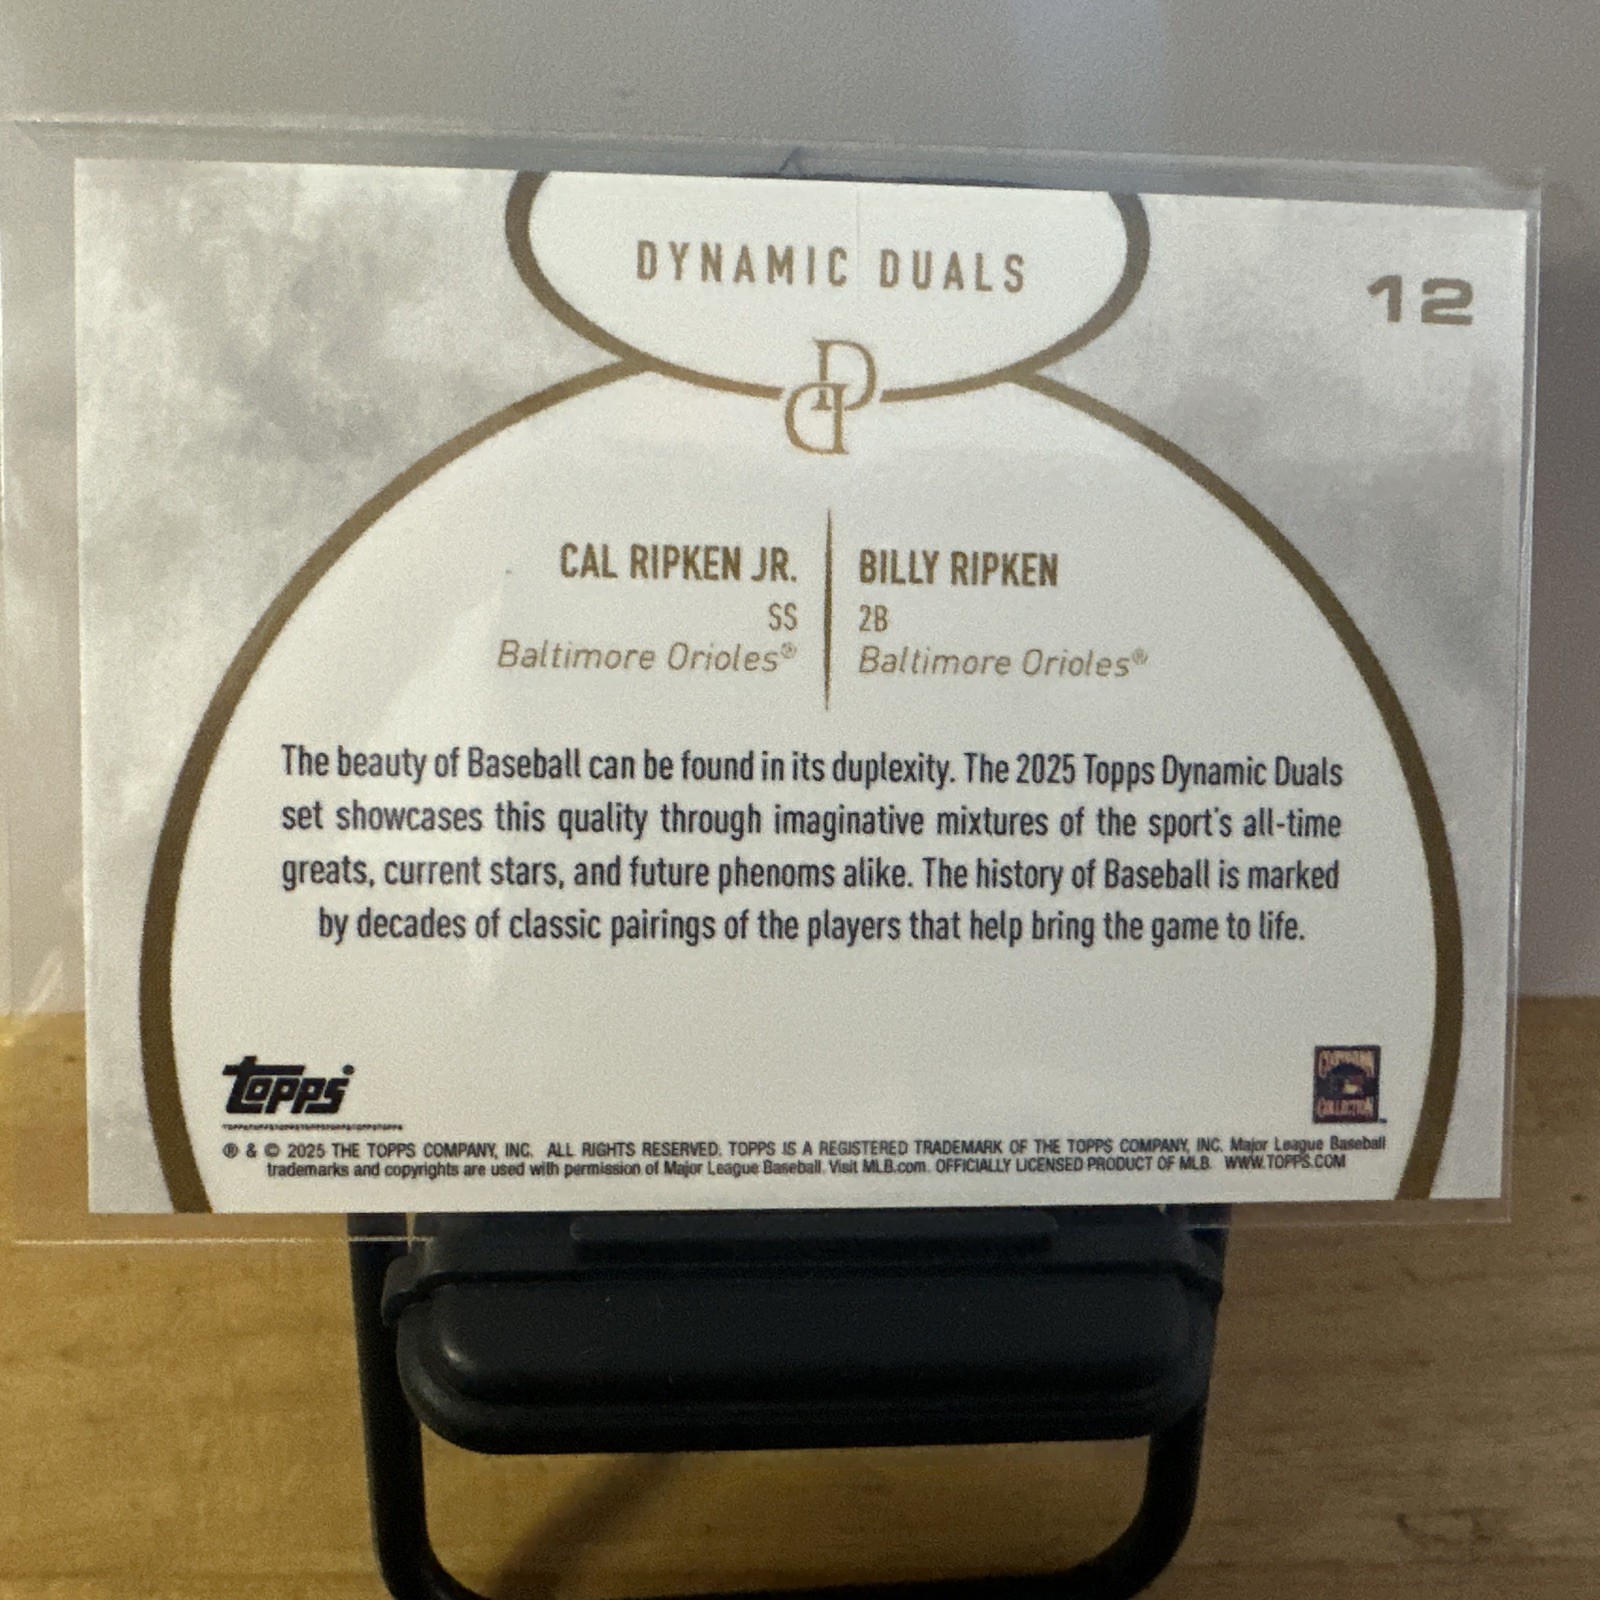 DYNAMIC DUALS
12
CAL RIPKEN JR.
SS
Baltimore Orioles®
BILLY RIPKEN
2B
Baltimore Orioles®
The beauty of Baseball can be found in its duplexity. The 2025 Topps Dynamic Duals
set showcases this quality through imaginative mixtures of the sport's all-time
greats, current stars, and future phenoms alike. The history of Baseball is marked
by decades of classic pairings of the players that help bring the game to life.
topps
COLLECTION
® & © 2025 THE TOPPS COMPANY, INC. ALL RIGHTS RESERVED. TOPPS IS A REGISTERED TRADEMARK OF THE TOPPS COMPANY, INC. Major League Baseball
trademarks and copyrights are used with permission of Major League Baseball. Visit MLB.com. OFFICIALLY LICENSED PRODUCT OF MLB. WWW.TOPPS.COM